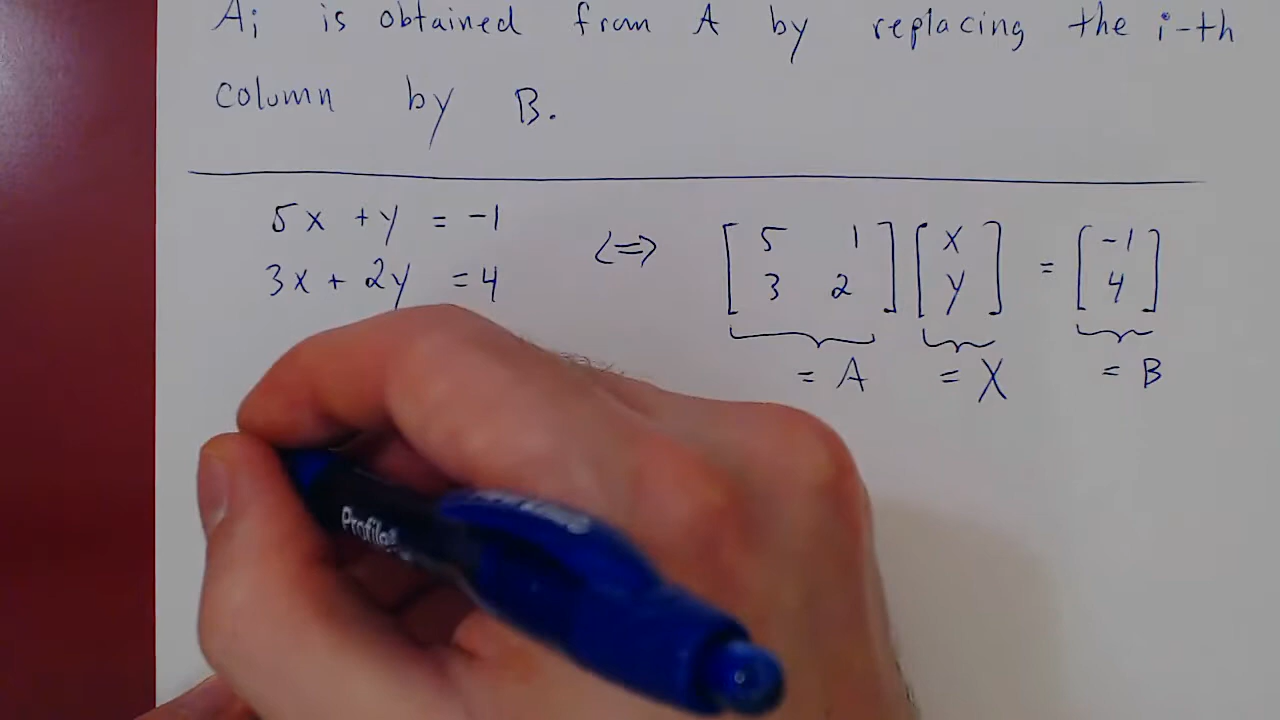 Ai is obtained from A by replacing the i-th
column by B.
5x + y = -1 <=> [ 5 1 ] [ x ] = [ -1 ]
3x + 2y = 4 [ 3 2 ] [ y ] [ 4 ]
= A = X = B
Profile